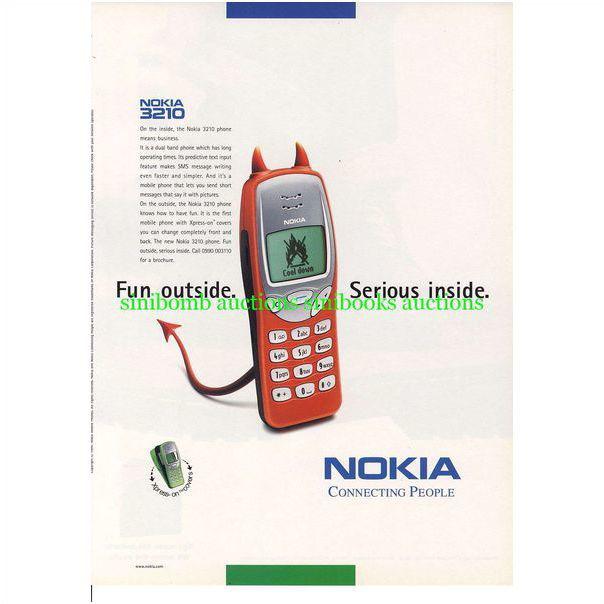 NOKIA
3210
On the inside, the Nokia 3210 phone
means business.
It is a dual band phone which has long
operating times. Its predictive text input
feature makes SMS message writing
even faster and simpler. And it's a
mobile phone that lets you send short
messages that say it with pictures.
On the outside, the Nokia 3210 phone
knows how to have fun. It is the first
mobile phone with Xpress-on™ covers
you can change completely front and
back. The new Nokia 3210 phone. Fun
outside, serious inside. Call 0990 003110
for a brochure.
NOKIA
Cool down
Fun outside. Serious inside.
sinibomb auctions sinibooks auctions
1 2abc 3def
4ghi 5jkl 6mno
7pqrs 8tuv 9wxyz
* + 0 #
Xpress-on™ covers
NOKIA
CONNECTING PEOPLE
www.nokia.com